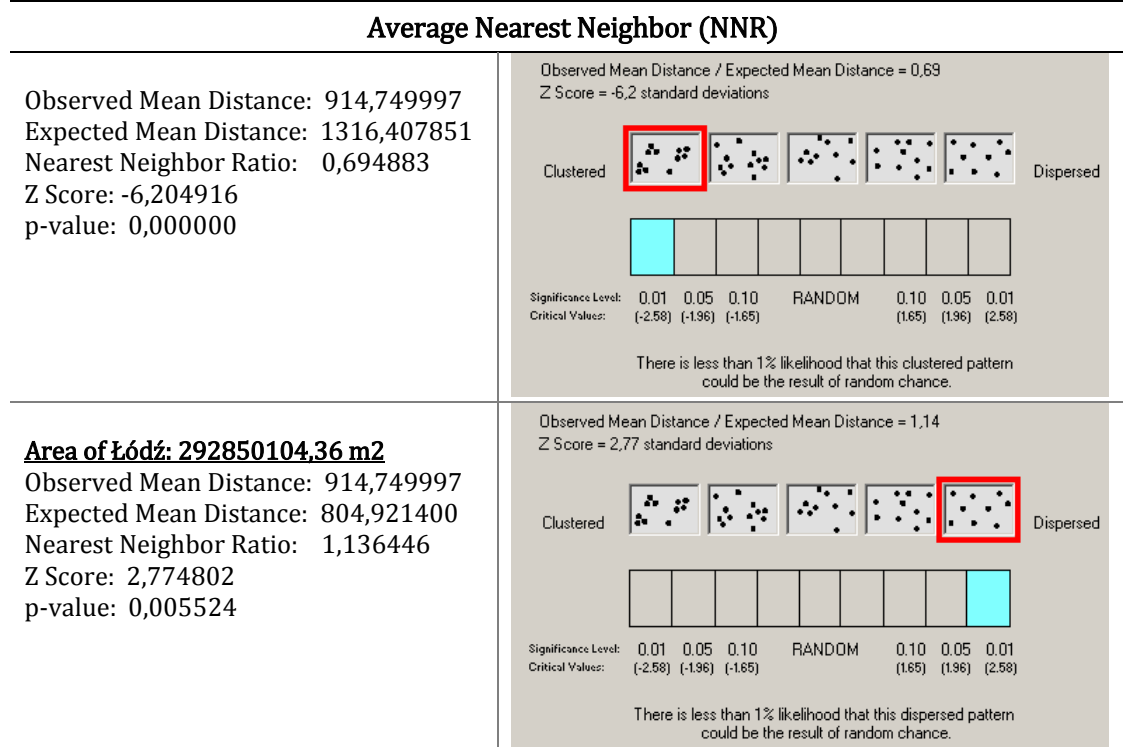 Average Nearest Neighbor (NNR)
Observed Mean Distance: 914,749997
Expected Mean Distance: 1316,407851
Nearest Neighbor Ratio: 0,694883
Z Score: -6,204916
p-value: 0,000000
Observed Mean Distance / Expected Mean Distance = 0,69
Z Score = -6,2 standard deviations
Clustered Dispersed
Significance Level: 0.01 0.05 0.10 RANDOM 0.10 0.05 0.01
Critical Values: (-2.58) (-1.96) (-1.65) (1.65) (1.96) (2.58)
There is less than 1% likelihood that this clustered pattern
could be the result of random chance.
Area of Łódź: 292850104,36 m2
Observed Mean Distance: 914,749997
Expected Mean Distance: 804,921400
Nearest Neighbor Ratio: 1,136446
Z Score: 2,774802
p-value: 0,005524
Observed Mean Distance / Expected Mean Distance = 1,14
Z Score = 2,77 standard deviations
Clustered Dispersed
Significance Level: 0.01 0.05 0.10 RANDOM 0.10 0.05 0.01
Critical Values: (-2.58) (-1.96) (-1.65) (1.65) (1.96) (2.58)
There is less than 1% likelihood that this dispersed pattern
could be the result of random chance.